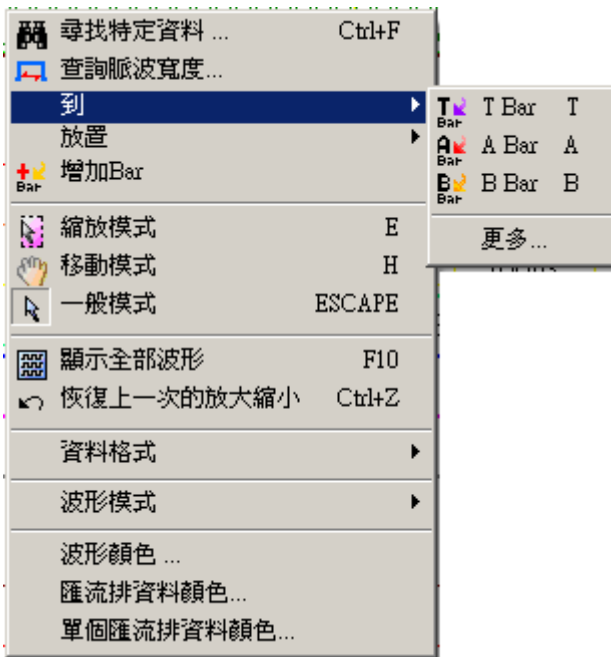 尋找特定資料 ... Ctrl+F
查詢脈波寬度...
到
放置
增加Bar
縮放模式 E
移動模式 H
一般模式 ESCAPE
顯示全部波形 F10
恢復上一次的放大縮小 Ctrl+Z
資料格式
波形模式
波形顏色 ...
匯流排資料顏色...
單個匯流排資料顏色...
T Bar T
A Bar A
B Bar B
更多...